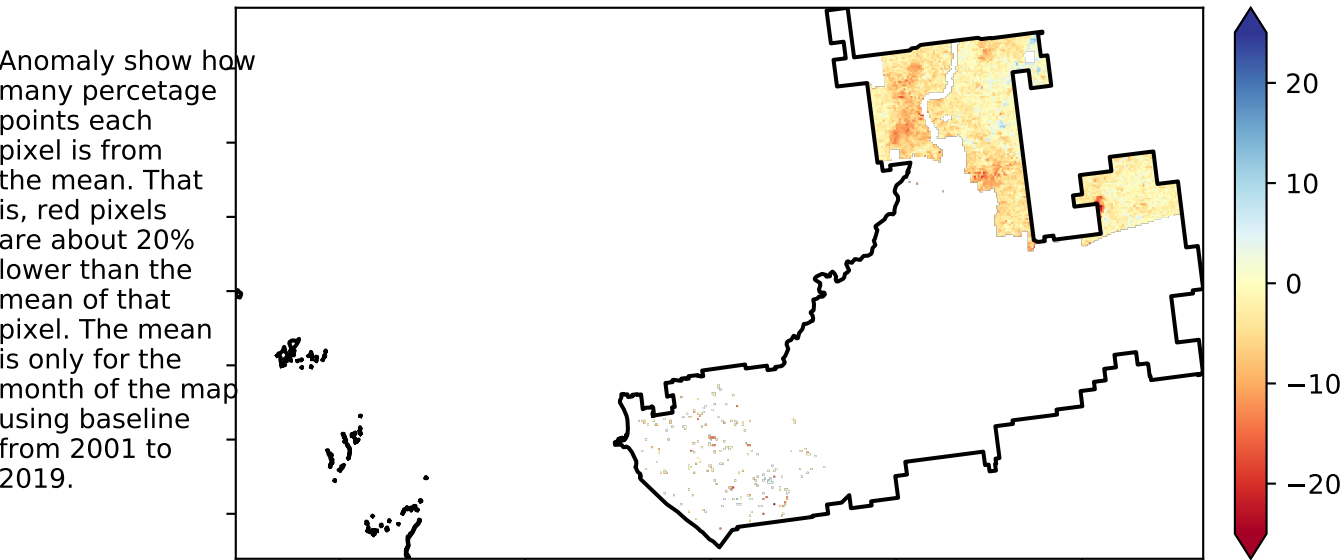 Anomaly show how
many percetage
points each
pixel is from
the mean. That
is, red pixels
are about 20%
lower than the
mean of that
pixel. The mean
is only for the
month of the map
using baseline
from 2001 to
2019.
20
10
0
−10
−20